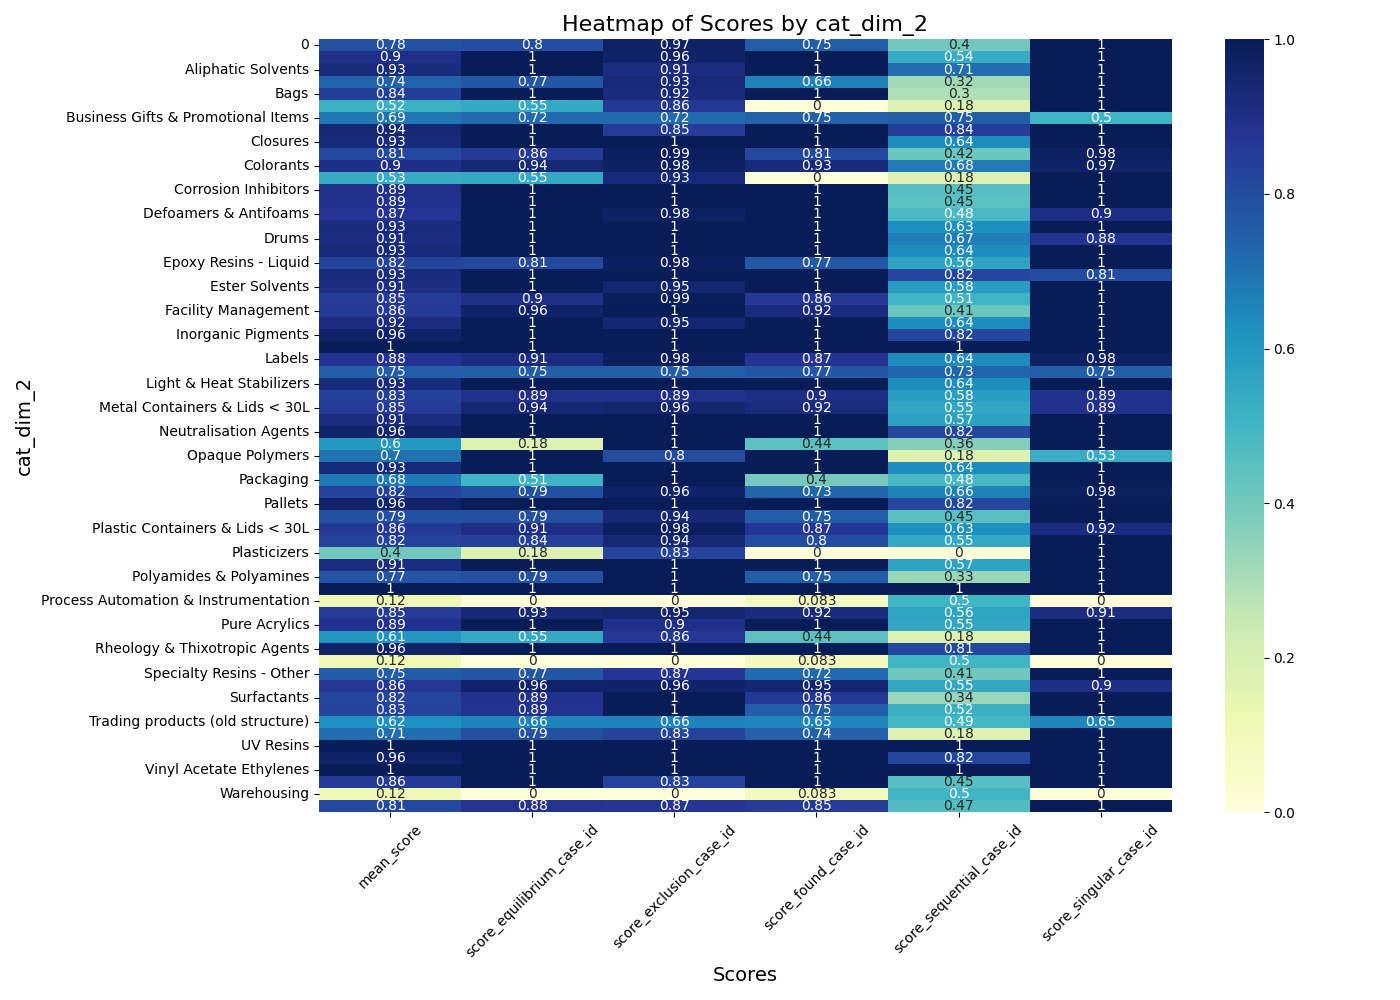 Heatmap of Scores by cat_dim_2
0 0.78 0.8 0.97 0.75 0.4 1
0.9 1 0.96 1 0.54 1
Aliphatic Solvents 0.93 1 0.91 1 0.71 1
0.74 0.77 0.93 0.66 0.32 1
Bags 0.84 1 0.92 1 0.3 1
0.52 0.55 0.86 0 0.18 1
Business Gifts & Promotional Items 0.69 0.72 0.72 0.75 0.75 0.5
0.94 1 0.85 1 0.84 1
Closures 0.93 1 1 1 0.64 1
0.81 0.86 0.99 0.81 0.42 0.98
Colorants 0.9 0.94 0.98 0.93 0.68 0.97
0.53 0.55 0.93 0 0.18 1
Corrosion Inhibitors 0.89 1 1 1 0.45 1
0.89 1 1 1 0.45 1
Defoamers & Antifoams 0.87 1 0.98 1 0.48 0.9
0.93 1 1 1 0.63 1
Drums 0.91 1 1 1 0.67 0.88
0.93 1 1 1 0.64 1
Epoxy Resins - Liquid 0.82 0.81 0.98 0.77 0.56 1
0.93 1 1 1 0.82 0.81
Ester Solvents 0.91 1 0.95 1 0.58 1
0.85 0.9 0.99 0.86 0.51 1
Facility Management 0.86 0.96 1 0.92 0.41 1
0.92 1 0.95 1 0.64 1
Inorganic Pigments 0.96 1 1 1 0.82 1
1 1 1 1 1 1
Labels 0.88 0.91 0.98 0.87 0.64 0.98
0.75 0.75 0.75 0.77 0.73 0.75
Light & Heat Stabilizers 0.93 1 1 1 0.64 1
0.83 0.89 0.89 0.9 0.58 0.89
Metal Containers & Lids < 30L 0.85 0.94 0.96 0.92 0.55 0.89
0.91 1 1 1 0.57 1
Neutralisation Agents 0.96 1 1 1 0.82 1
0.6 0.18 1 0.44 0.36 1
Opaque Polymers 0.7 1 0.8 1 0.18 0.53
0.93 1 1 1 0.64 1
Packaging 0.68 0.51 1 0.4 0.48 1
0.82 0.79 0.96 0.73 0.66 0.98
Pallets 0.96 1 1 1 0.82 1
0.79 0.79 0.94 0.75 0.45 1
Plastic Containers & Lids < 30L 0.86 0.91 0.98 0.87 0.63 0.92
0.82 0.84 0.94 0.8 0.55 1
Plasticizers 0.4 0.18 0.83 0 0 1
0.91 1 1 1 0.57 1
Polyamides & Polyamines 0.77 0.79 1 0.75 0.33 1
1 1 1 1 1 1
Process Automation & Instrumentation 0.12 0 0 0.083 0.5 0
0.85 0.93 0.95 0.92 0.56 0.91
Pure Acrylics 0.89 1 0.9 1 0.55 1
0.61 0.55 0.86 0.44 0.18 1
Rheology & Thixotropic Agents 0.96 1 1 1 0.81 1
0.12 0 0 0.083 0.5 0
Specialty Resins - Other 0.75 0.77 0.87 0.72 0.41 1
0.86 0.96 0.96 0.95 0.55 0.9
Surfactants 0.82 0.89 1 0.86 0.34 1
0.83 0.89 1 0.75 0.52 1
Trading products (old structure) 0.62 0.66 0.66 0.65 0.49 0.65
0.71 0.79 0.83 0.74 0.18 1
UV Resins 1 1 1 1 1 1
0.96 1 1 1 0.82 1
Vinyl Acetate Ethylenes 1 1 1 1 1 1
0.86 1 0.83 1 0.45 1
Warehousing 0.12 0 0 0.083 0.5 0
0.81 0.88 0.87 0.85 0.47 1
cat_dim_2
mean_score
score_equilibrium_case_id
score_exclusion_case_id
score_found_case_id
score_sequential_case_id
score_singular_case_id
Scores
1.0
0.8
0.6
0.4
0.2
0.0